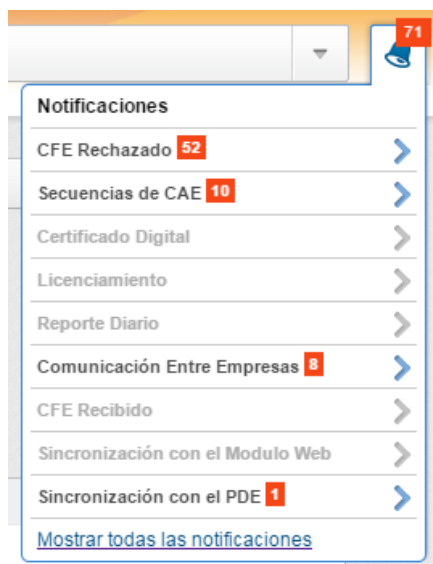 71
Notificaciones
CFE Rechazado 52
Secuencias de CAE 10
Certificado Digital
Licenciamiento
Reporte Diario
Comunicación Entre Empresas 8
CFE Recibido
Sincronización con el Modulo Web
Sincronización con el PDE 1
Mostrar todas las notificaciones